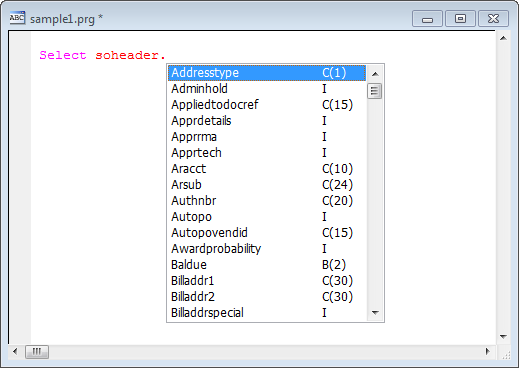 ABC sample1.prg *
Select soheader.
Addresstype C(1)
Adminhold I
Appliedtodocref C(15)
Apprdetails I
Apprrma I
Apprtech I
Aracct C(10)
Arsub C(24)
Authnbr C(20)
Autopo I
Autopovendid C(15)
Awardprobability I
Baldue B(2)
Billaddr1 C(30)
Billaddr2 C(30)
Billaddrspecial I